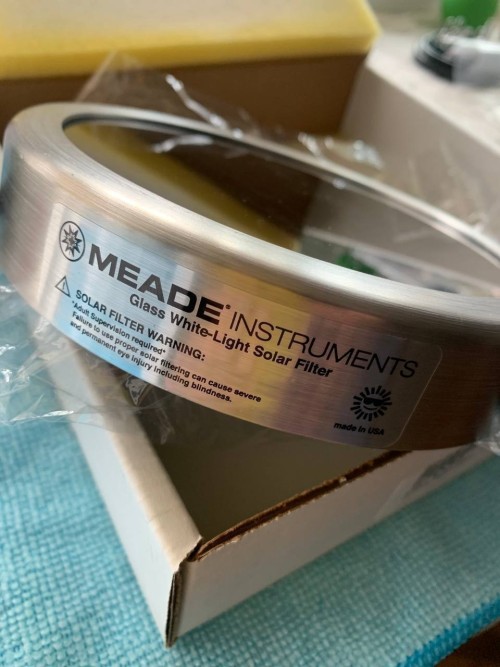 MEADE® INSTRUMENTS
Glass White-Light Solar Filter
SOLAR FILTER WARNING:
*Adult Supervision required*
Failure to use proper solar filtering can cause severe
and permanent eye injury including blindness.
made in USA